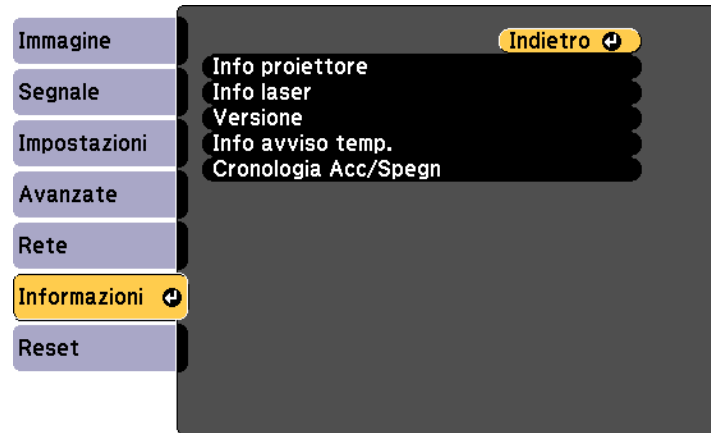 Immagine
Segnale
Impostazioni
Avanzate
Rete
Informazioni
Reset
Indietro
Info proiettore
Info laser
Versione
Info avviso temp.
Cronologia Acc/Spegn